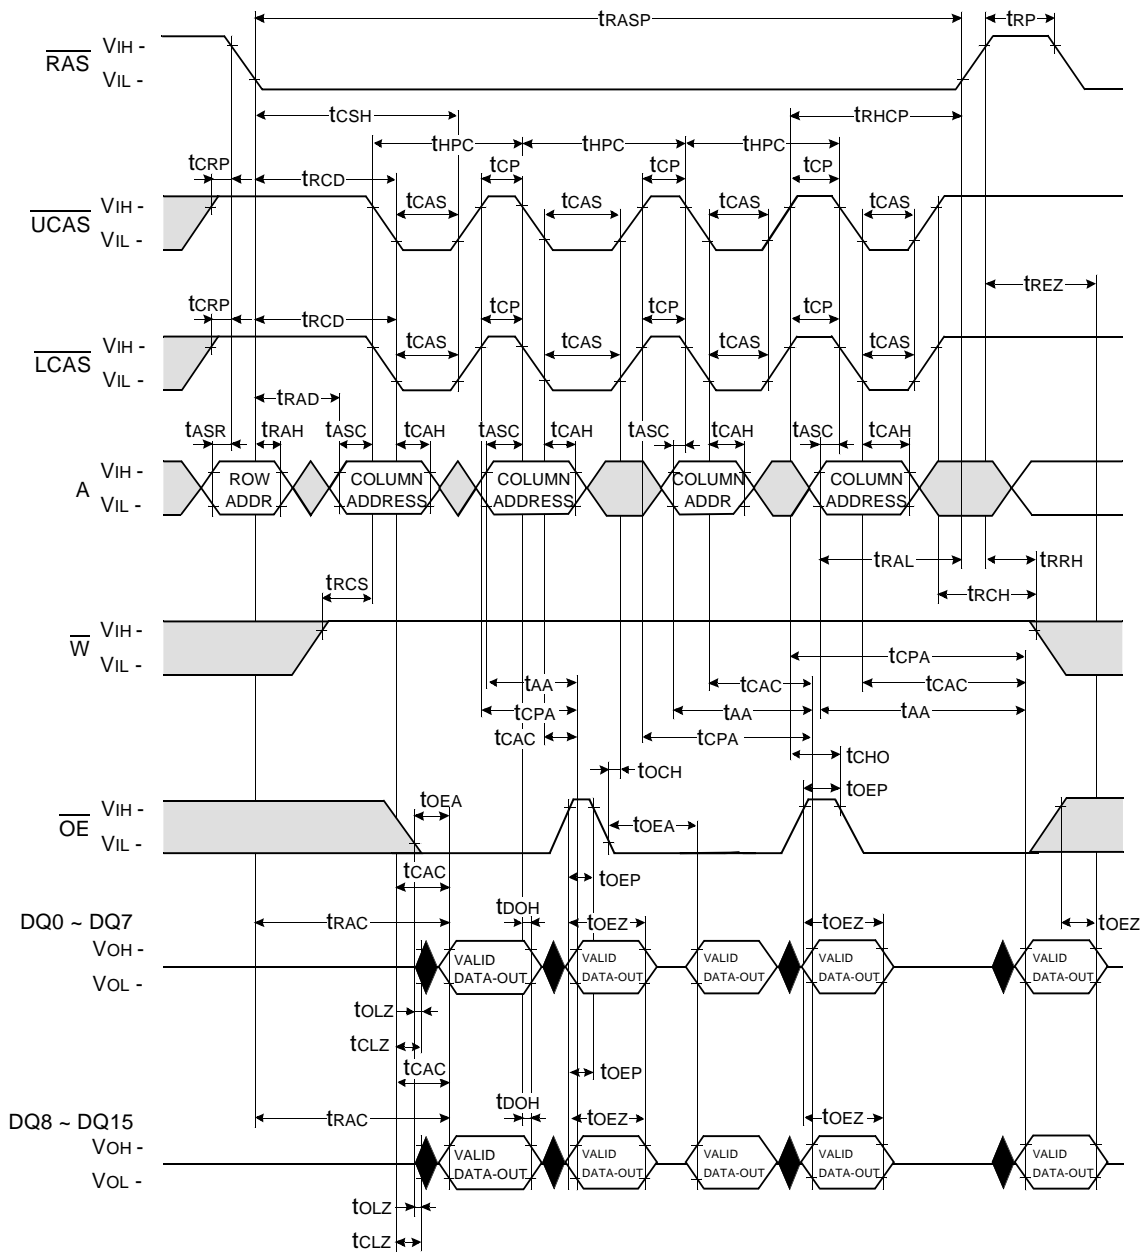 tRASP tRP
RAS VIH -
VIL -
tCSH tRHCP
tHPC tHPC tHPC
tCRP tRCD tCP tCP tCP
UCAS VIH -
VIL -
tCAS tCAS tCAS tCAS
tREZ
tCRP tRCD tCP tCP tCP
LCAS VIH -
VIL -
tCAS tCAS tCAS tCAS
tRAD
tASR tRAH tASC tCAH tASC tCAH tASC tCAH tASC tCAH
A VIH -
VIL -
ROW ADDR
COLUMN ADDRESS
COLUMN ADDRESS
COLUMN ADDR
COLUMN ADDRESS
tRAL tRRH
tRCS tRCH
W VIH -
VIL -
tCPA
tAA tCAC tCAC
tCPA tAA tAA
tCAC tCPA
tCHO
tOCH
tOEP
OE VIH -
VIL -
tOEA tOEA
tCAC tOEP
DQ0 ~ DQ7
tRAC tDOH tOEZ tOEZ tOEZ
VOH -
VOL -
VALID DATA-OUT
VALID DATA-OUT
VALID DATA-OUT
VALID DATA-OUT
VALID DATA-OUT
tOLZ
tCLZ
tCAC tOEP
DQ8 ~ DQ15
tRAC tDOH tOEZ tOEZ
VOH -
VOL -
VALID DATA-OUT
VALID DATA-OUT
VALID DATA-OUT
VALID DATA-OUT
VALID DATA-OUT
tOLZ
tCLZ